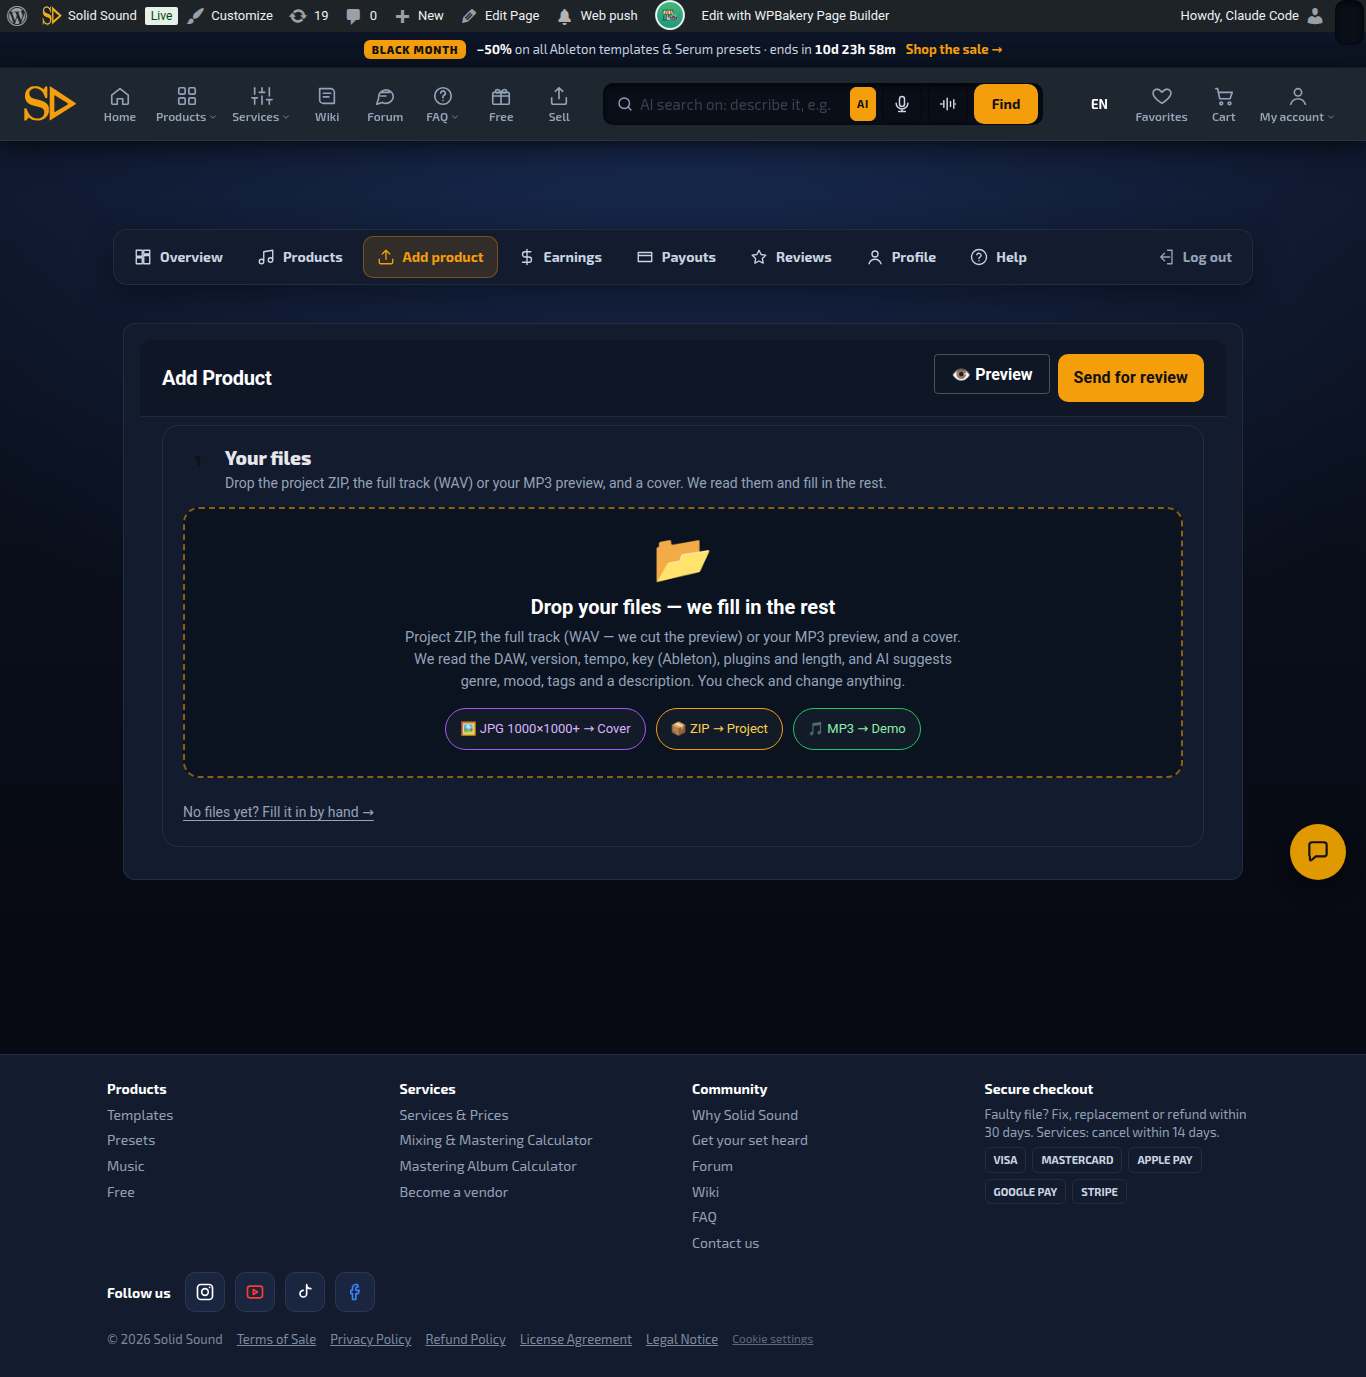 Solid Sound Live Customize 19 0 New Edit Page Web push Edit with WPBakery Page Builder Howdy, Claude Code
BLACK MONTH −50% on all Ableton templates & Serum presets · ends in 10d 23h 58m Shop the sale →
Home Products Services Wiki Forum FAQ Free Sell AI search on: describe it, e.g. AI Find EN Favorites Cart My account
Overview Products Add product Earnings Payouts Reviews Profile Help Log out
Add Product
Preview
Send for review
Your files
Drop the project ZIP, the full track (WAV) or your MP3 preview, and a cover. We read them and fill in the rest.
Drop your files — we fill in the rest
Project ZIP, the full track (WAV — we cut the preview) or your MP3 preview, and a cover.
We read the DAW, version, tempo, key (Ableton), plugins and length, and AI suggests
genre, mood, tags and a description. You check and change anything.
JPG 1000×1000+ → Cover
ZIP → Project
MP3 → Demo
No files yet? Fill it in by hand →
Products
Templates
Presets
Music
Free
Services
Services & Prices
Mixing & Mastering Calculator
Mastering Album Calculator
Become a vendor
Community
Why Solid Sound
Get your set heard
Forum
Wiki
FAQ
Contact us
Secure checkout
Faulty file? Fix, replacement or refund within
30 days. Services: cancel within 14 days.
VISA MASTERCARD APPLE PAY
GOOGLE PAY STRIPE
Follow us
© 2026 Solid Sound Terms of Sale Privacy Policy Refund Policy License Agreement Legal Notice Cookie settings